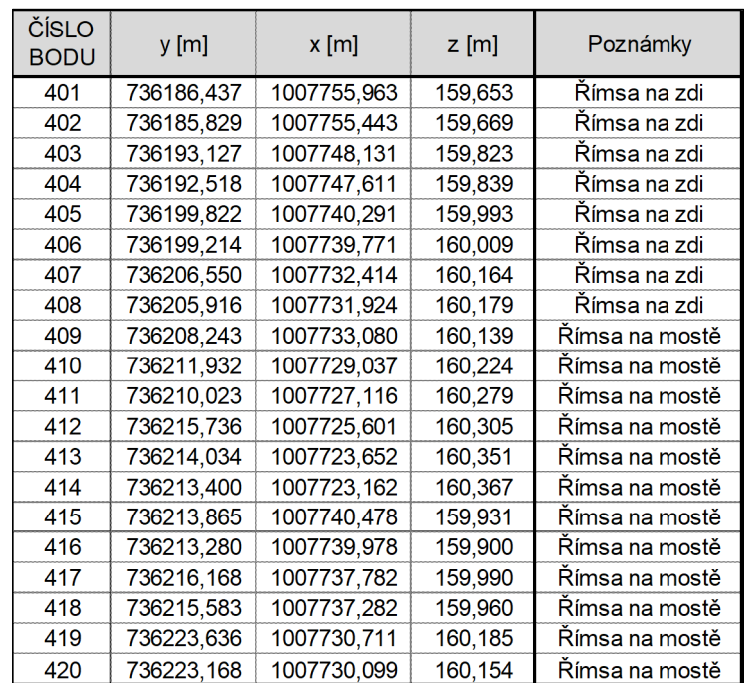 ČÍSLO BODU y [m] x [m] z [m] Poznámky
401 736186,437 1007755,963 159,653 Římsa na zdi
402 736185,829 1007755,443 159,669 Římsa na zdi
403 736193,127 1007748,131 159,823 Římsa na zdi
404 736192,518 1007747,611 159,839 Římsa na zdi
405 736199,822 1007740,291 159,993 Římsa na zdi
406 736199,214 1007739,771 160,009 Římsa na zdi
407 736206,550 1007732,414 160,164 Římsa na zdi
408 736205,916 1007731,924 160,179 Římsa na zdi
409 736208,243 1007733,080 160,139 Římsa na mostě
410 736211,932 1007729,037 160,224 Římsa na mostě
411 736210,023 1007727,116 160,279 Římsa na mostě
412 736215,736 1007725,601 160,305 Římsa na mostě
413 736214,034 1007723,652 160,351 Římsa na mostě
414 736213,400 1007723,162 160,367 Římsa na mostě
415 736213,865 1007740,478 159,931 Římsa na mostě
416 736213,280 1007739,978 159,900 Římsa na mostě
417 736216,168 1007737,782 159,990 Římsa na mostě
418 736215,583 1007737,282 159,960 Římsa na mostě
419 736223,636 1007730,711 160,185 Římsa na mostě
420 736223,168 1007730,099 160,154 Římsa na mostě